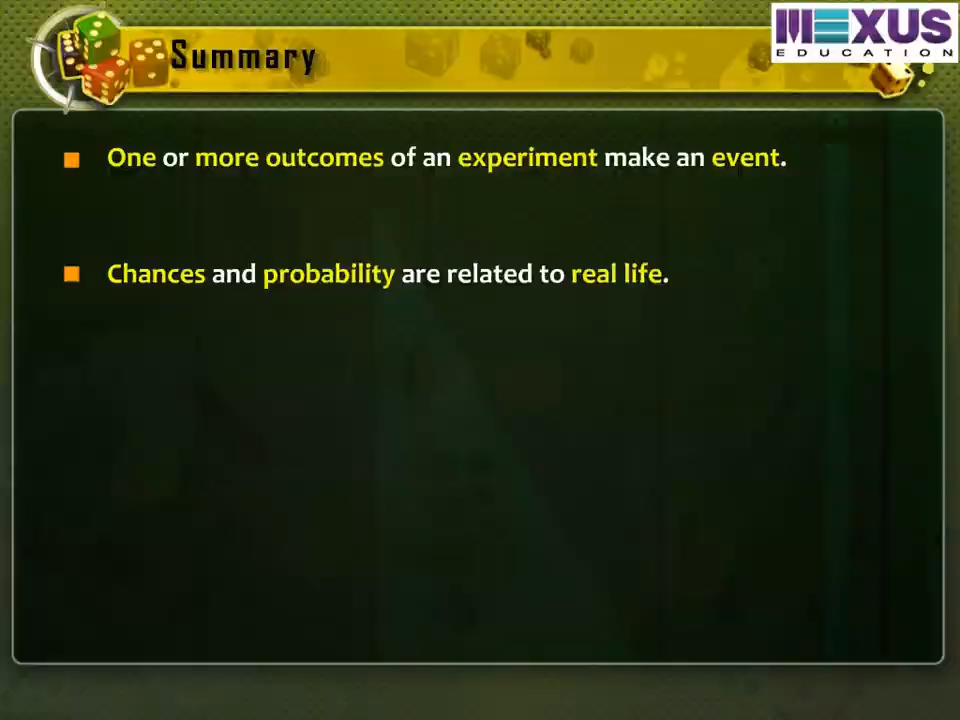 Summary
MEXUS
EDUCATION
One or more outcomes of an experiment make an event.
Chances and probability are related to real life.